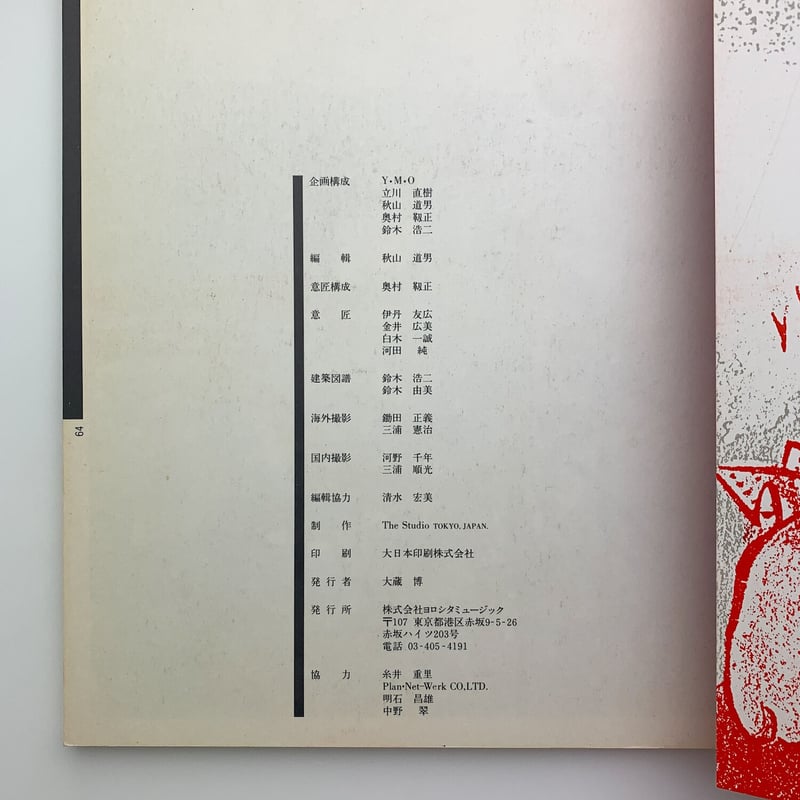 企画構成 Y・M・O
立川 直樹
秋山 道男
奥村 靫正
鈴木 浩二
編 輯 秋山 道男
意匠構成 奥村 靫正
意 匠 伊丹 友広
金井 広美
白木 一誠
河田 純
建築図譜 鈴木 浩二
鈴木 由美
海外撮影 鋤田 正義
三浦 憲治
国内撮影 河野 千年
三浦 順光
編輯協力 清水 宏美
制 作 The Studio TOKYO, JAPAN.
印 刷 大日本印刷株式会社
発 行 者 大蔵 博
発 行 所 株式会社ヨロシタミュージック
〒107 東京都港区赤坂9-5-26
赤坂ハイツ203号
電話 03-405-4191
協 力 糸井 重里
Plan・Net-Werk CO,LTD.
明石 昌雄
中野 翠
64